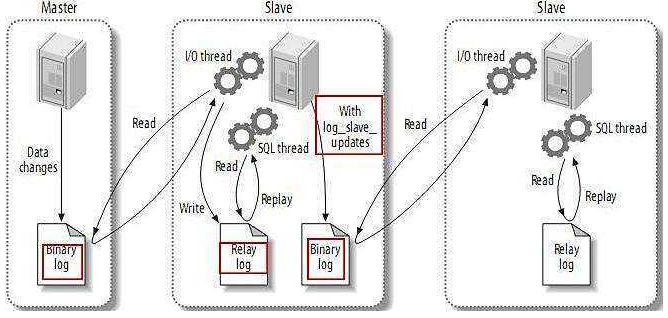 Master
Slave
Slave
I/O thread
I/O thread
With
log_slave_
updates
Read
Read
SQL thread
SQL thread
Data
changes
Read
Replay
Read
Replay
Write
Binary
log
Relay
log
Binary
log
Relay
log